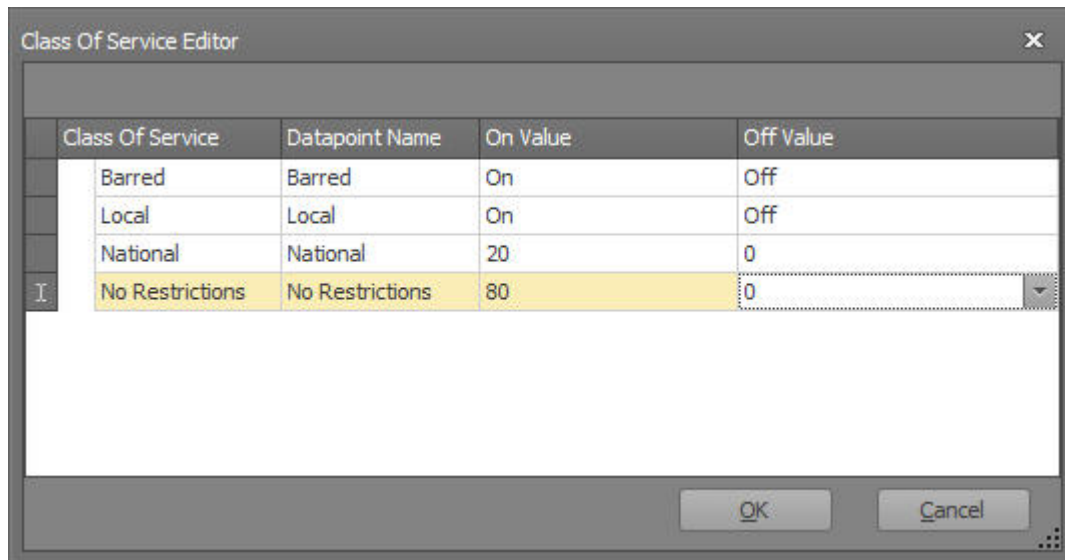 Class Of Service Editor
Class Of Service Datapoint Name On Value Off Value
Barred Barred On Off
Local Local On Off
National National 20 0
No Restrictions No Restrictions 80 0
OK Cancel